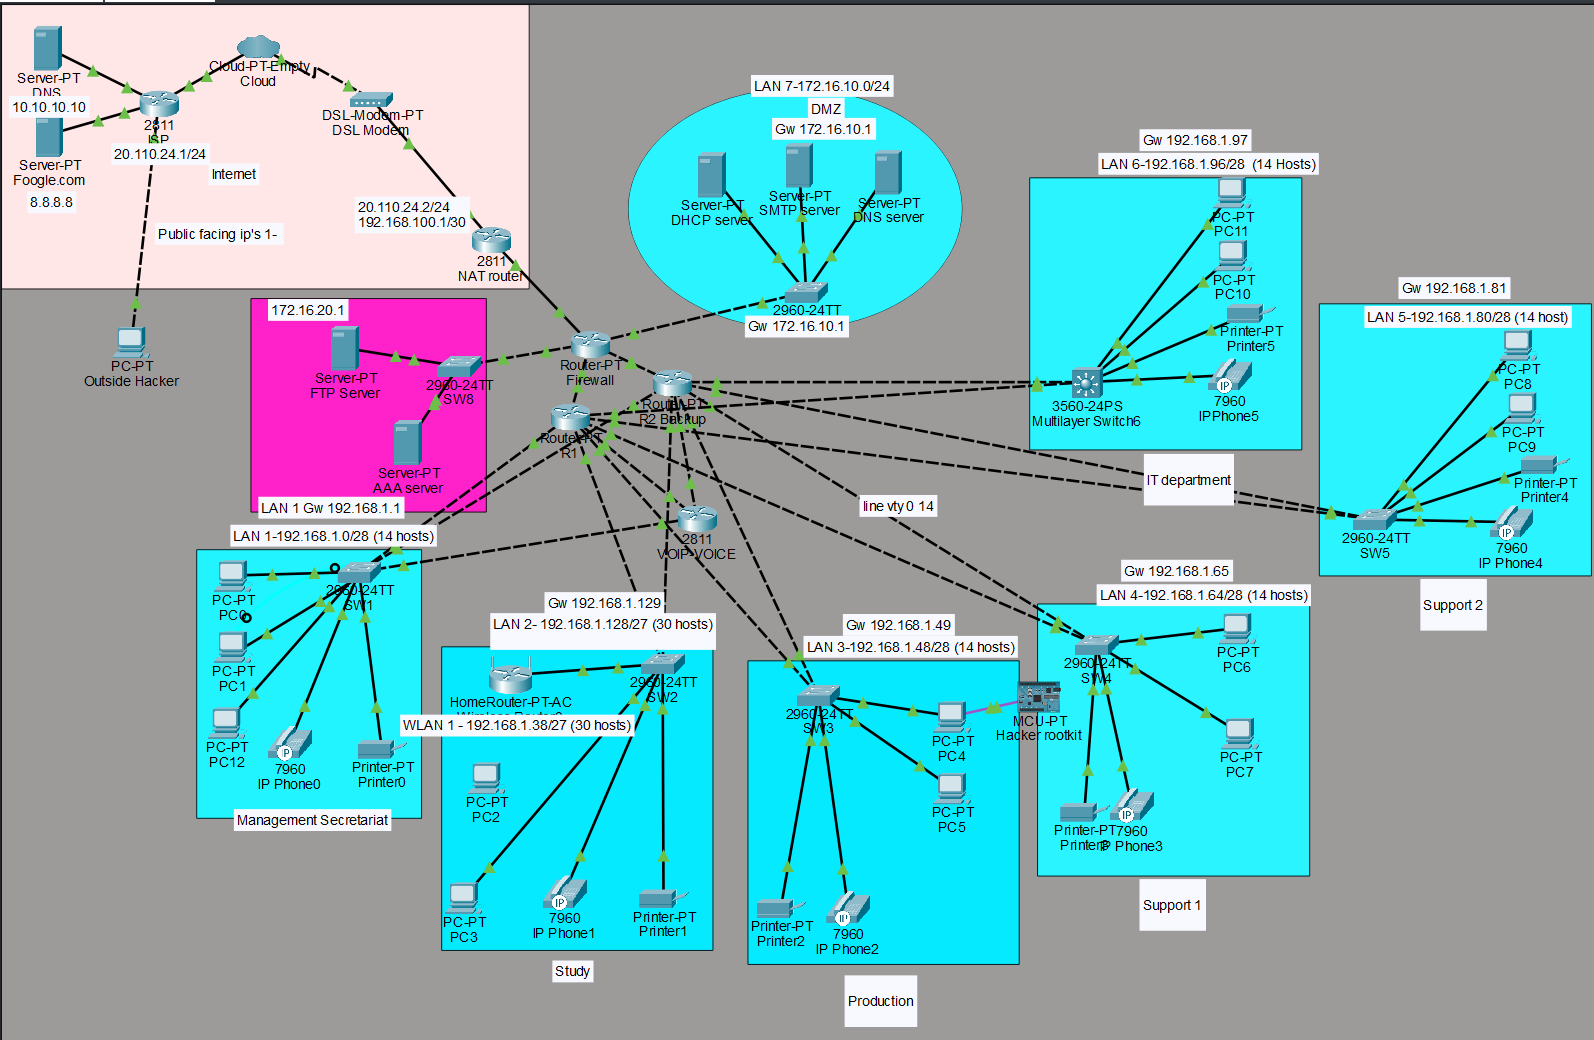 Server-PT
DNS
10.10.10.10
Server-PT
Foogle.com
8.8.8.8
2811
ISP
20.110.24.1/24
Internet
Cloud-PT-Empty
Cloud
DSL-Modem-PT
DSL Modem
20.110.24.2/24
192.168.100.1/30
2811
NAT router
Public facing ip's 1-
PC-PT
Outside Hacker
LAN 7-172.16.10.0/24
DMZ
Gw 172.16.10.1
Server-PT
DHCP server
Server-PT
SMTP server
Server-PT
DNS server
2960-24TT
Gw 172.16.10.1
Gw 192.168.1.97
LAN 6-192.168.1.96/28 (14 Hosts)
PC-PT
PC11
PC-PT
PC10
Printer-PT
Printer5
7960
IPPhone5
3560-24PS
Multilayer Switch6
IT department
Gw 192.168.1.81
LAN 5-192.168.1.80/28 (14 host)
PC-PT
PC8
PC-PT
PC9
Printer-PT
Printer4
7960
IP Phone4
2960-24TT
SW5
Support 2
172.16.20.1
Server-PT
FTP Server
2960-24TT
SW8
Server-PT
AAA server
Router-PT
Firewall
Router-PT
R2 Backup
Router-PT
R1
line vty 0 14
2811
VOIP-VOICE
LAN 1 Gw 192.168.1.1
LAN 1-192.168.1.0/28 (14 hosts)
PC-PT
PC0
2960-24TT
SW1
PC-PT
PC1
PC-PT
PC12
7960
IP Phone0
Printer-PT
Printer0
Management Secretariat
Gw 192.168.1.129
LAN 2- 192.168.1.128/27 (30 hosts)
HomeRouter-PT-AC
2960-24TT
SW2
WLAN 1 - 192.168.1.38/27 (30 hosts)
PC-PT
PC2
PC-PT
PC3
7960
IP Phone1
Printer-PT
Printer1
Study
Gw 192.168.1.49
LAN 3-192.168.1.48/28 (14 hosts)
2960-24TT
SW3
PC-PT
PC4
MCU-PT
Hacker rootkit
PC-PT
PC5
Printer-PT
Printer2
7960
IP Phone2
Production
Gw 192.168.1.65
LAN 4-192.168.1.64/28 (14 hosts)
2960-24TT
SW4
PC-PT
PC6
PC-PT
PC7
Printer-PT
7960
IP Phone3
Support 1